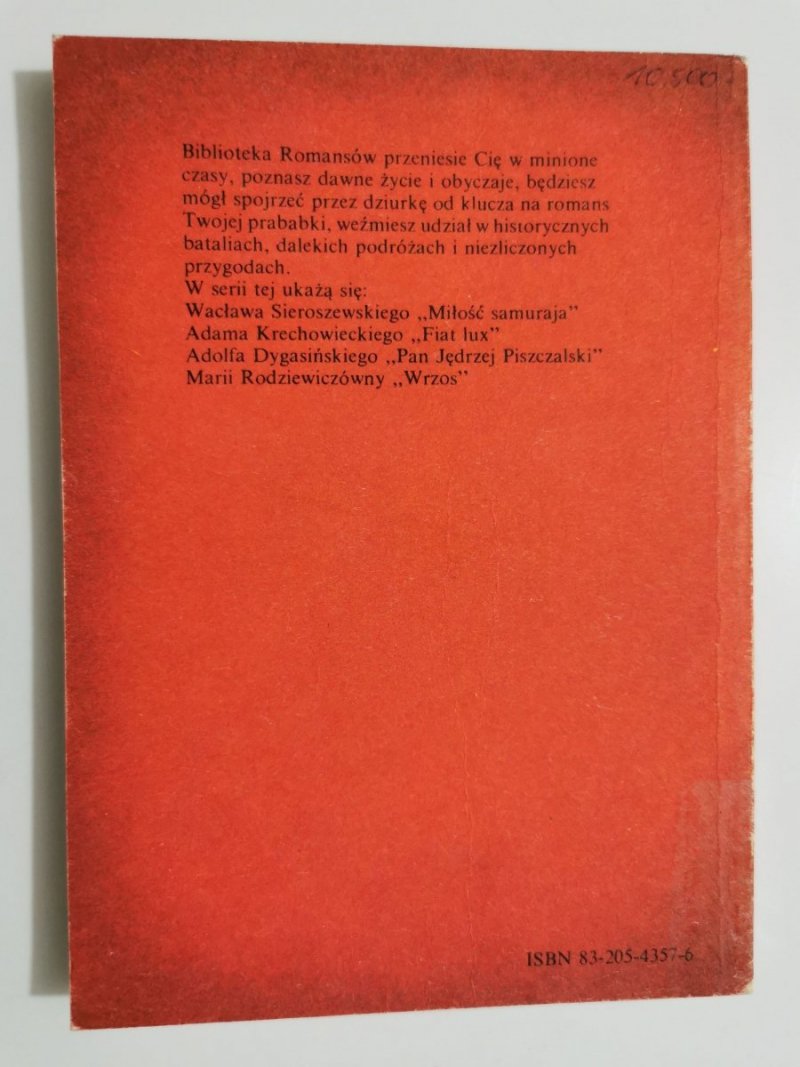 10.500
Biblioteka Romansów przeniesie Cię w minione
czasy, poznasz dawne życie i obyczaje, będziesz
mógł spojrzeć przez dziurkę od klucza na romans
Twojej prababki, weźmiesz udział w historycznych
bataliach, dalekich podróżach i niezliczonych
przygodach.
W serii tej ukażą się:
Wacława Sieroszewskiego „Miłość samuraja”
Adama Krechowieckiego „Fiat lux”
Adolfa Dygasińskiego „Pan Jędrzej Piszczalski”
Marii Rodziewiczówny „Wrzos”
ISBN 83-205-4357-6